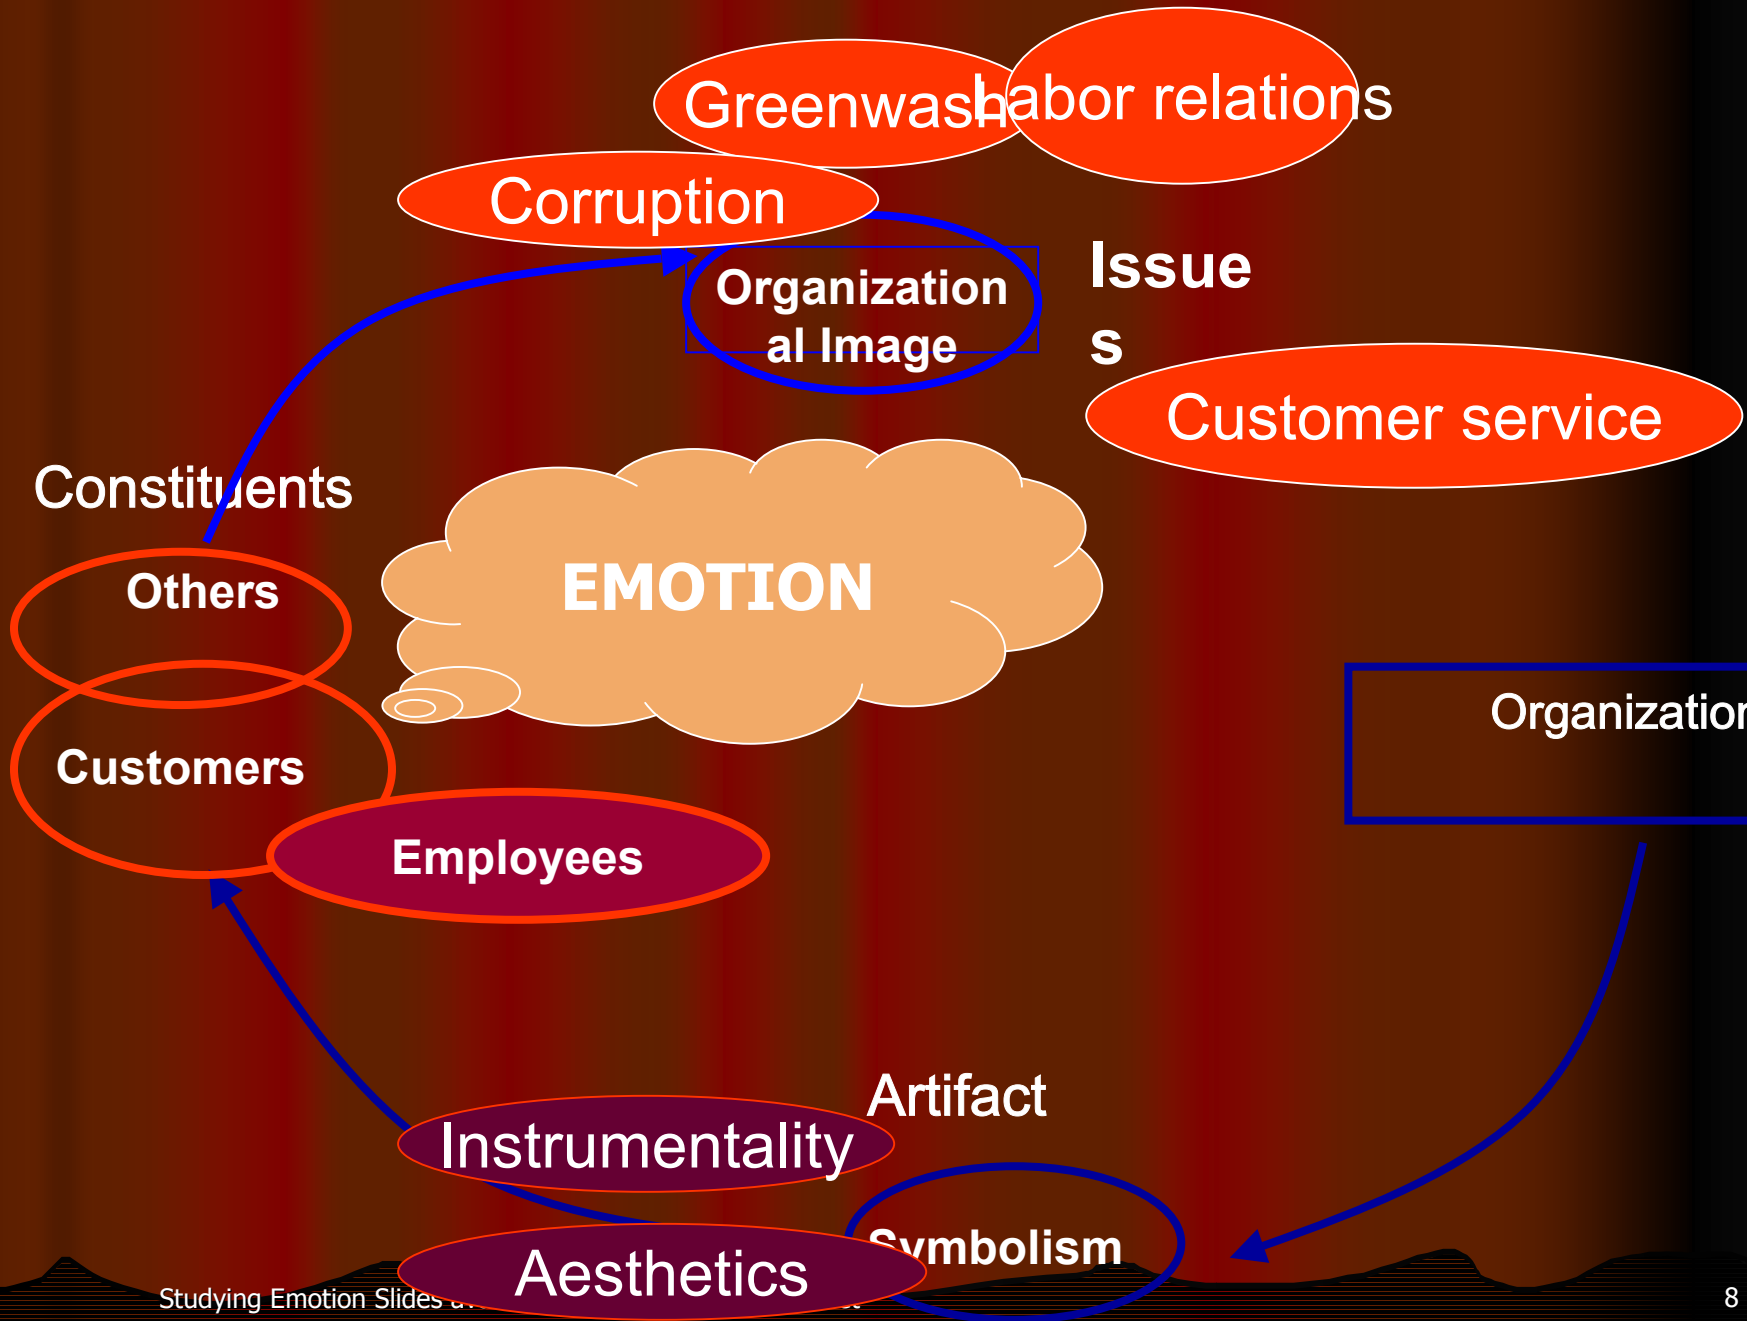 Greenwash
Labor relations
Corruption
Organization
al Image
Issue
s
Customer service
Constituents
EMOTION
Others
Organization
Customers
Employees
Artifact
Instrumentality
Symbolism
Aesthetics
Studying Emotion Slides
8